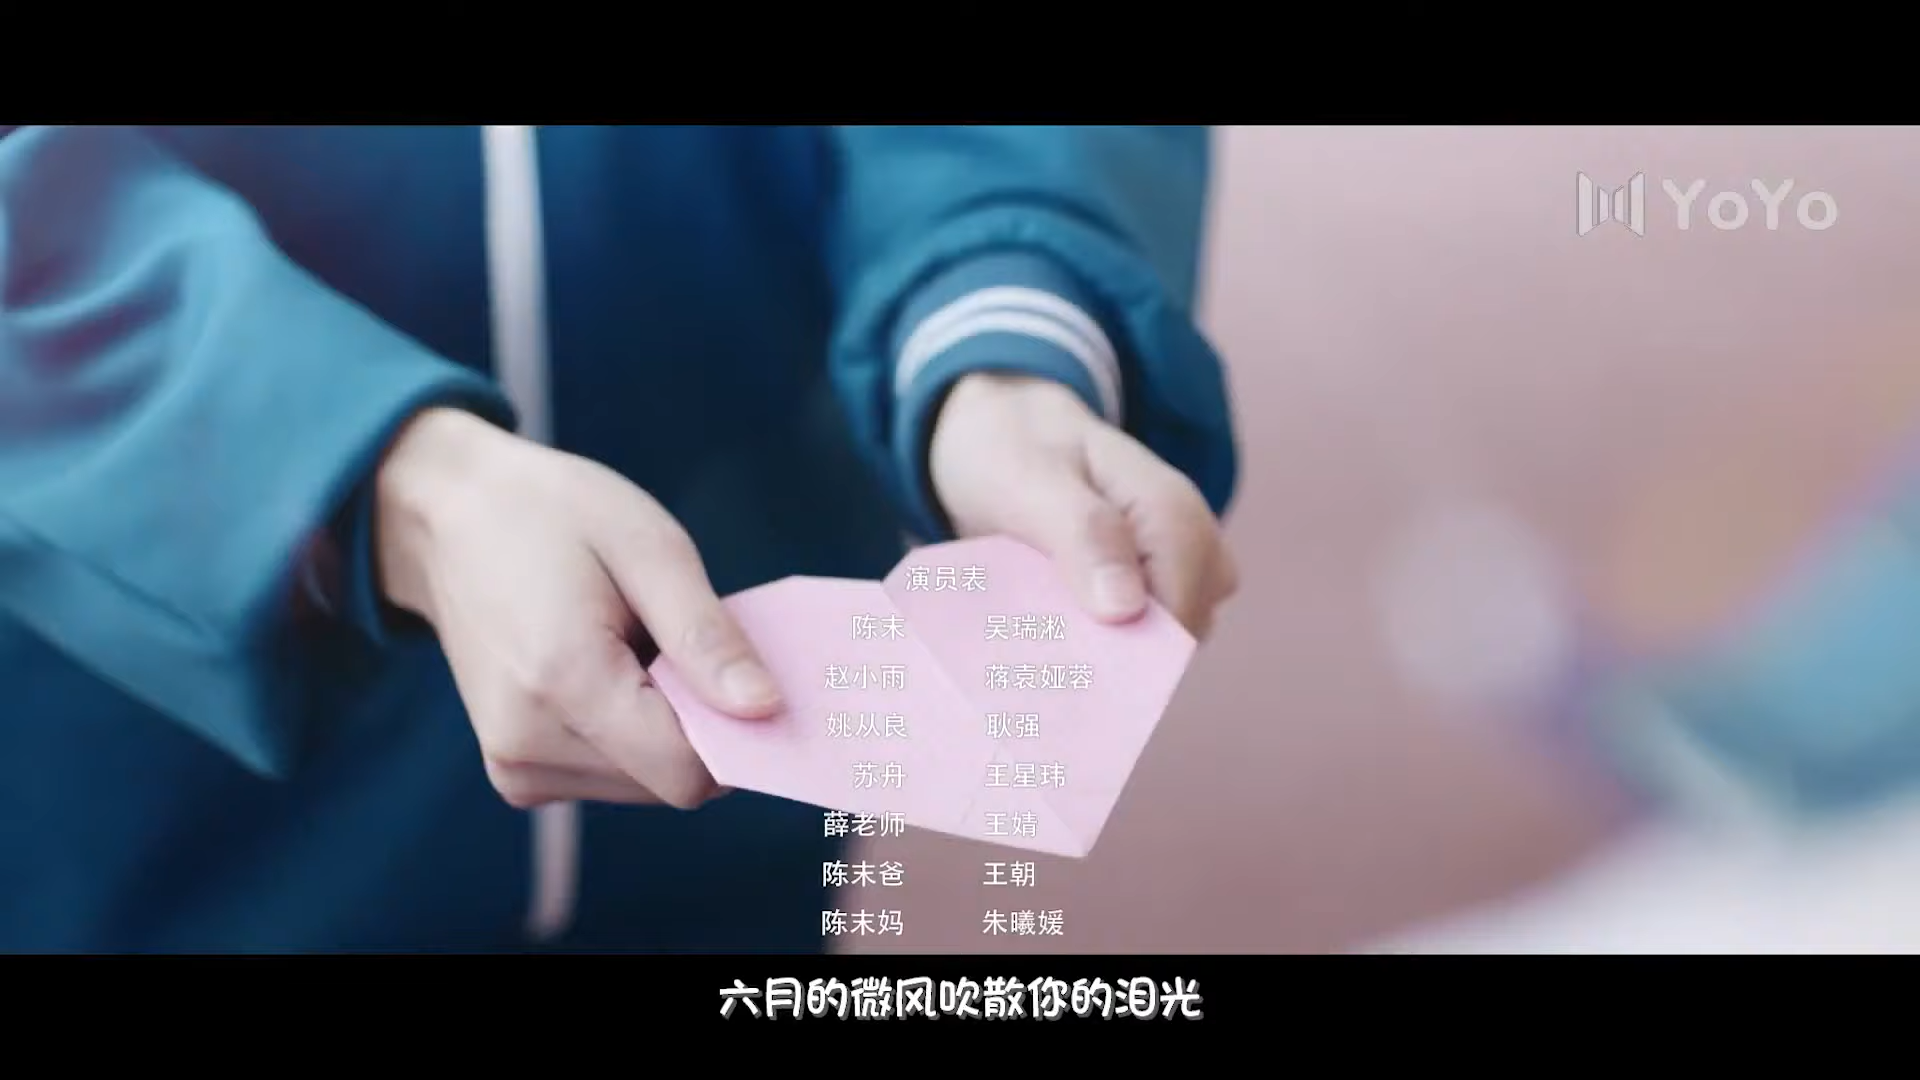 YoYo
演员表
陈末 吴瑞淞
赵小雨 蒋袁娅蓉
姚从良 耿强
苏舟 王星玮
薛老师 王婧
陈末爸 王朝
陈末妈 朱曦媛
六月的微风吹散你的泪光